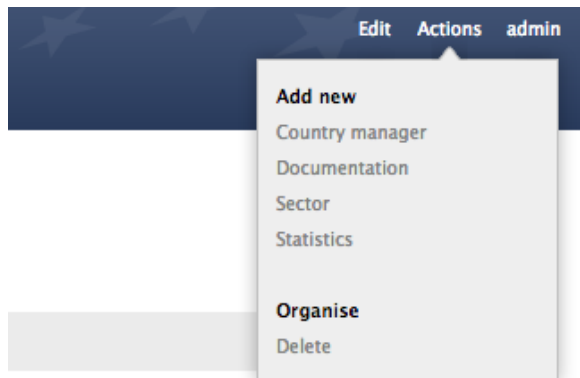 Edit Actions admin
Add new
Country manager
Documentation
Sector
Statistics
Organise
Delete